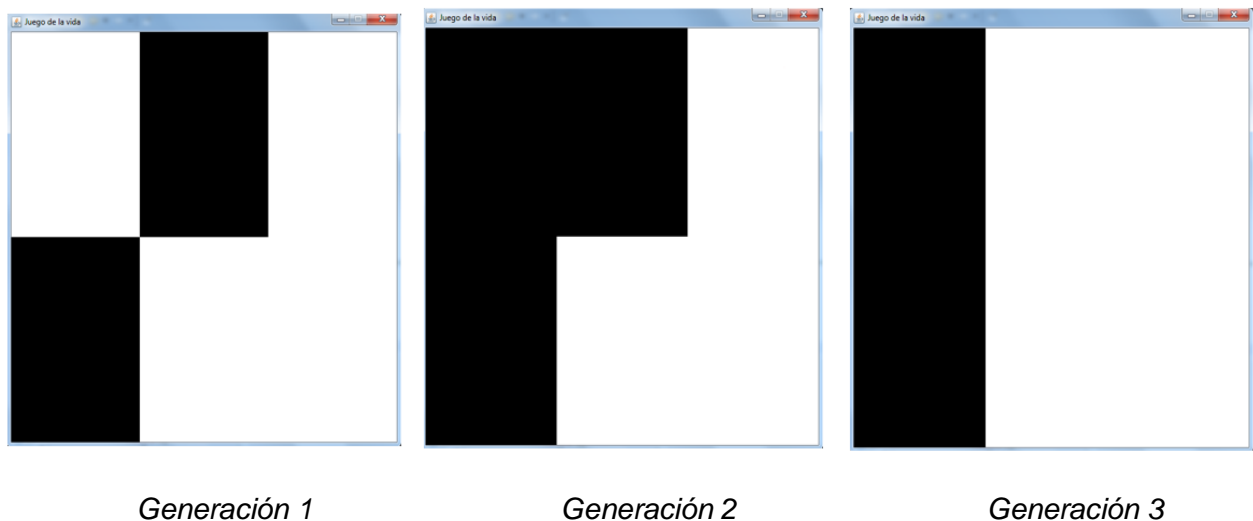 Juego de la vida
Juego de la vida
Juego de la vida
Generación 1
Generación 2
Generación 3